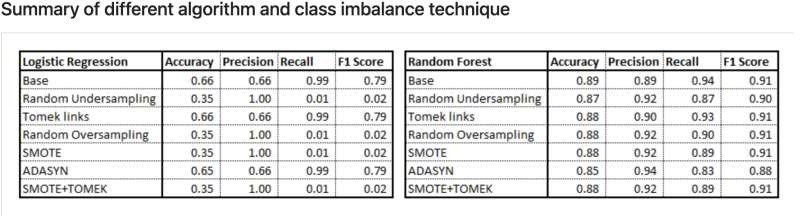 Summary of different algorithm and class imbalance technique
Logistic Regression Accuracy Precision Recall F1 Score Random Forest Accuracy Precision Recall F1 Score
Base 0.66 0.66 0.99 0.79 Base 0.89 0.89 0.94 0.91
Random Undersampling 0.35 1.00 0.01 0.02 Random Undersampling 0.87 0.92 0.87 0.90
Tomek links 0.66 0.66 0.99 0.79 Tomek links 0.88 0.90 0.93 0.91
Random Oversampling 0.35 1.00 0.01 0.02 Random Oversampling 0.88 0.92 0.90 0.91
SMOTE 0.35 1.00 0.01 0.02 SMOTE 0.88 0.92 0.89 0.91
ADASYN 0.65 0.66 0.99 0.79 ADASYN 0.85 0.94 0.83 0.88
SMOTE+TOMEK 0.35 1.00 0.01 0.02 SMOTE+TOMEK 0.88 0.92 0.89 0.91